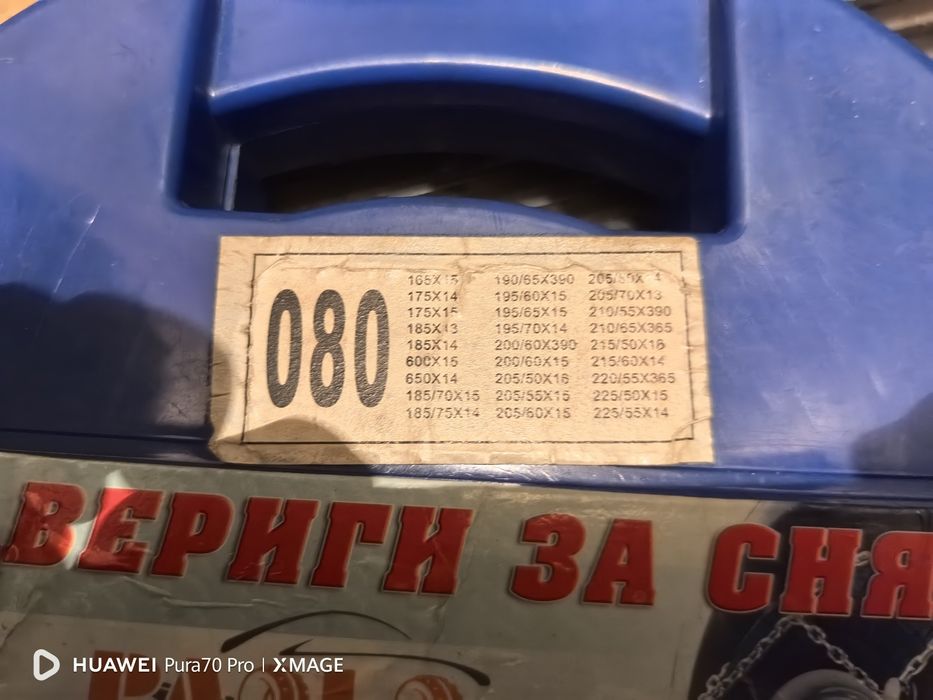 080
165X15 190/65X390 205/60X14
175X14 195/60X15 205/70X13
175X15 195/65X15 210/55X390
185X13 195/70X14 210/65X365
185X14 200/60X390 215/50X16
600X15 200/60X15 215/60X14
650X14 205/50X16 220/55X365
185/70X15 205/55X15 225/50X15
185/75X14 205/60X15 225/55X14
ВЕРИГИ ЗА СНЯ
HUAWEI Pura70 Pro | XMAGE